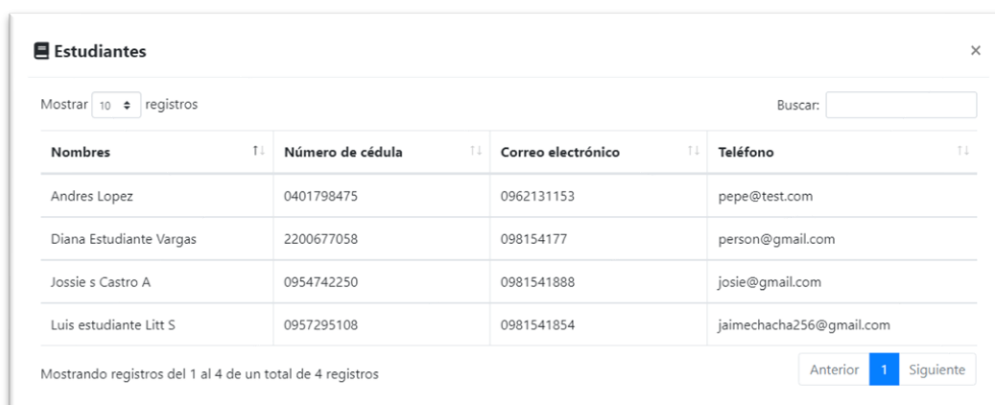 Estudiantes ×
Mostrar 10 registros Buscar:
Nombres Número de cédula Correo electrónico Teléfono
Andres Lopez 0401798475 0962131153 pepe@test.com
Diana Estudiante Vargas 2200677058 098154177 person@gmail.com
Jossie s Castro A 0954742250 0981541888 josie@gmail.com
Luis estudiante Litt S 0957295108 0981541854 jaimechacha256@gmail.com
Mostrando registros del 1 al 4 de un total de 4 registros Anterior 1 Siguiente